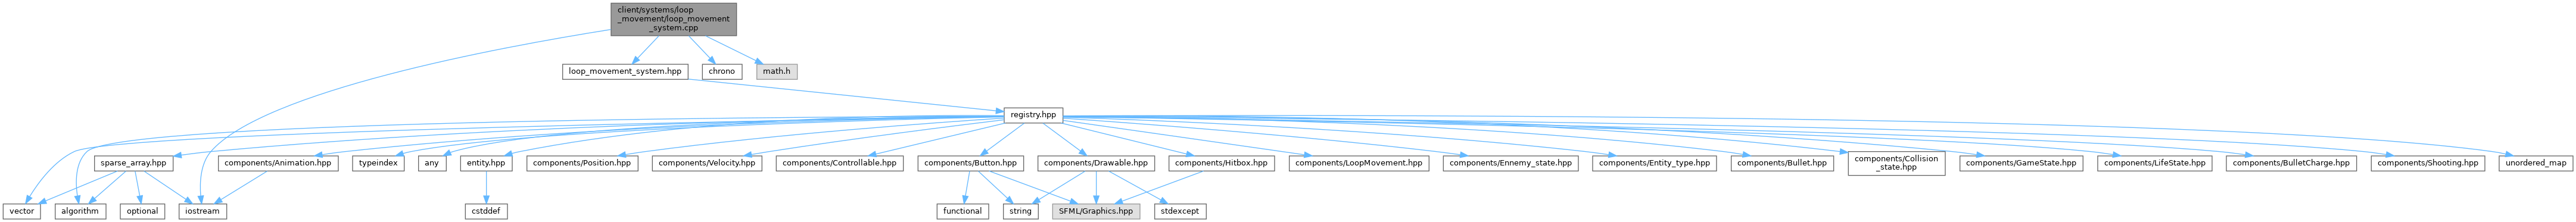 client/systems/loop
_movement/loop_movement
_system.cpp
loop_movement_system.hpp
chrono
math.h
registry.hpp
sparse_array.hpp
components/Animation.hpp
typeindex
any
entity.hpp
components/Position.hpp
components/Velocity.hpp
components/Controllable.hpp
components/Button.hpp
components/Drawable.hpp
components/Hitbox.hpp
components/LoopMovement.hpp
components/Ennemy_state.hpp
components/Entity_type.hpp
components/Bullet.hpp
components/Collision
_state.hpp
components/GameState.hpp
components/LifeState.hpp
components/BulletCharge.hpp
components/Shooting.hpp
unordered_map
vector
algorithm
optional
iostream
cstddef
functional
string
SFML/Graphics.hpp
stdexcept